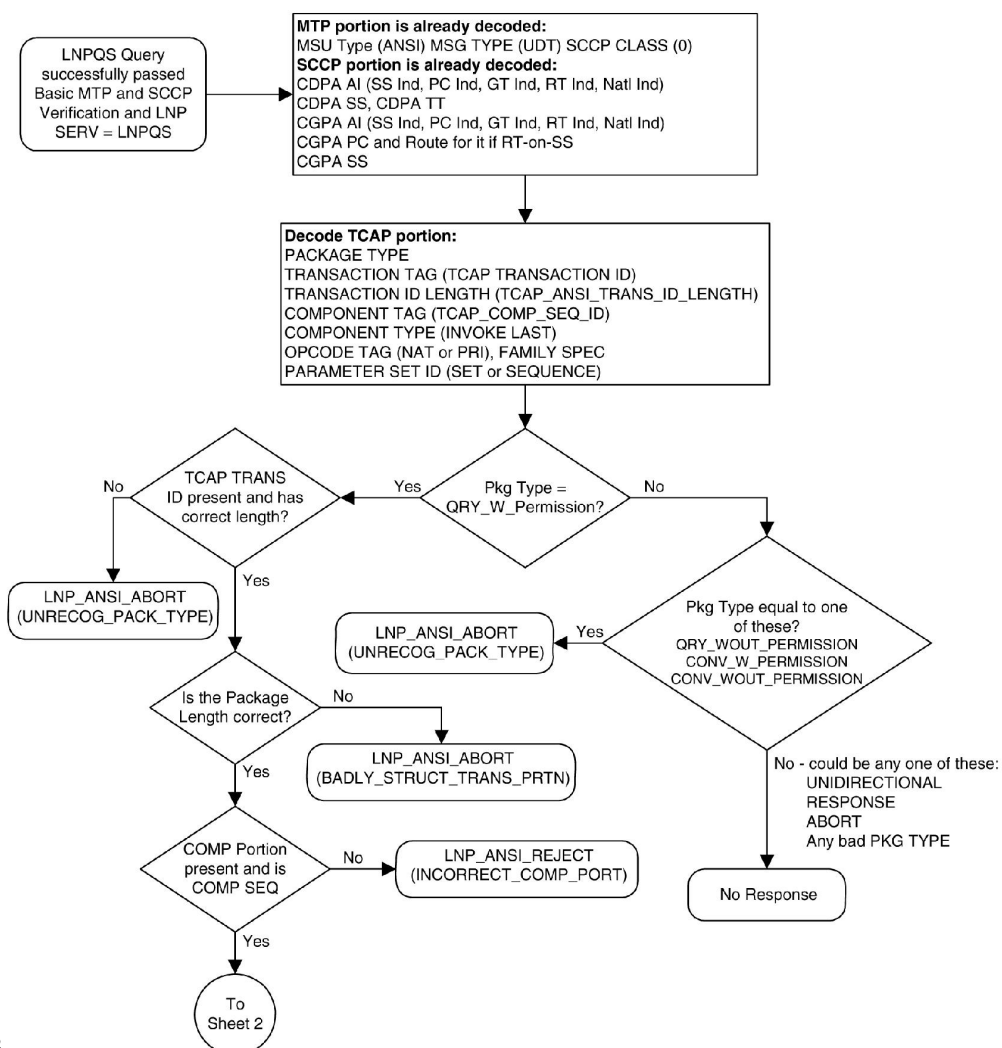 LNPQS Query
successfully passed
Basic MTP and SCCP
Verification and LNP
SERV = LNPQS
MTP portion is already decoded:
MSU Type (ANSI) MSG TYPE (UDT) SCCP CLASS (0)
SCCP portion is already decoded:
CDPA AI (SS Ind, PC Ind, GT Ind, RT Ind, Natl Ind)
CDPA SS, CDPA TT
CGPA AI (SS Ind, PC Ind, GT Ind, RT Ind, Natl Ind)
CGPA PC and Route for it if RT-on-SS
CGPA SS
Decode TCAP portion:
PACKAGE TYPE
TRANSACTION TAG (TCAP TRANSACTION ID)
TRANSACTION ID LENGTH (TCAP_ANSI_TRANS_ID_LENGTH)
COMPONENT TAG (TCAP_COMP_SEQ_ID)
COMPONENT TYPE (INVOKE LAST)
OPCODE TAG (NAT or PRI), FAMILY SPEC
PARAMETER SET ID (SET or SEQUENCE)
Pkg Type =
QRY_W_Permission?
Yes
No
TCAP TRANS
ID present and has
correct length?
No
Yes
LNP_ANSI_ABORT
(UNRECOG_PACK_TYPE)
Pkg Type equal to one
of these?
QRY_WOUT_PERMISSION
CONV_W_PERMISSION
CONV_WOUT_PERMISSION
Yes
LNP_ANSI_ABORT
(UNRECOG_PACK_TYPE)
Is the Package
Length correct?
No
Yes
LNP_ANSI_ABORT
(BADLY_STRUCT_TRANS_PRTN)
No - could be any one of these:
UNIDIRECTIONAL
RESPONSE
ABORT
Any bad PKG TYPE
No Response
COMP Portion
present and is
COMP SEQ
No
Yes
LNP_ANSI_REJECT
(INCORRECT_COMP_PORT)
To
Sheet 2